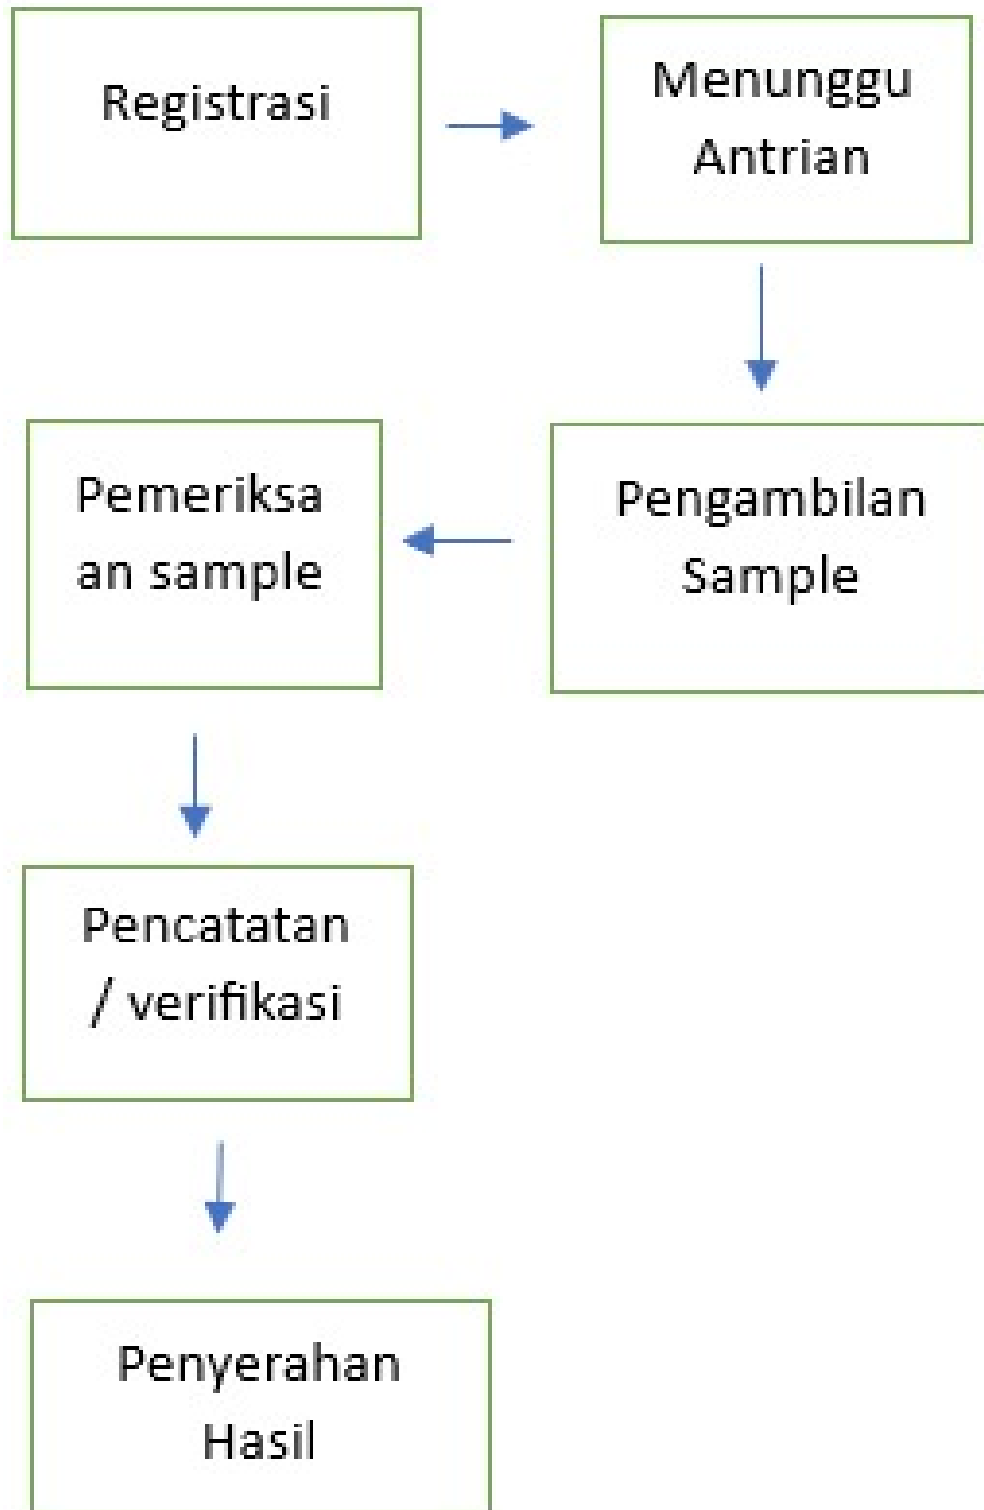 Registrasi
Menunggu
Antrian
Pengambilan
Sample
Pemeriksa
an sample
Pencatatan
/ verifikasi
Penyerahan
Hasil